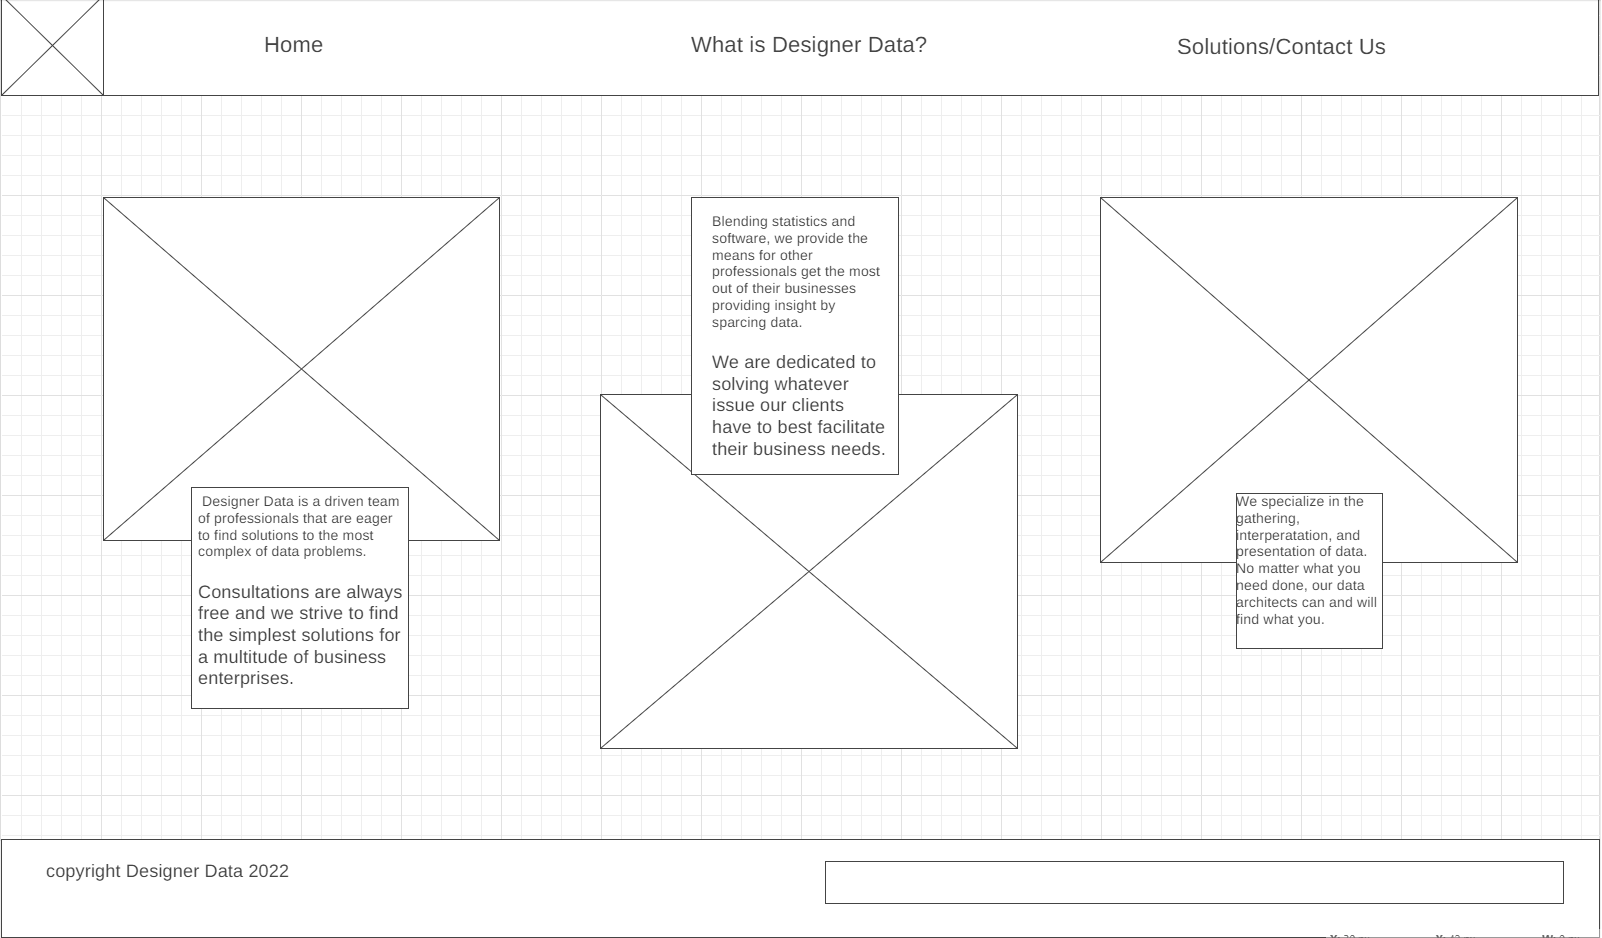 Home
What is Designer Data?
Solutions/Contact Us
Designer Data is a driven team
of professionals that are eager
to find solutions to the most
complex of data problems.
Consultations are always
free and we strive to find
the simplest solutions for
a multitude of business
enterprises.
Blending statistics and
software, we provide the
means for other
professionals get the most
out of their businesses
providing insight by
sparcing data.
We are dedicated to
solving whatever
issue our clients
have to best facilitate
their business needs.
We specialize in the
gathering,
interperatation, and
presentation of data.
No matter what you
need done, our data
architects can and will
find what you.
copyright Designer Data 2022